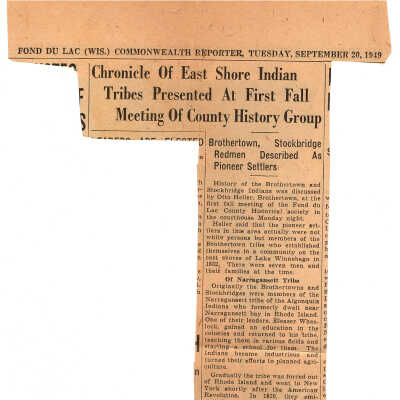 FOND DU LAC (WIS.) COMMONWEALTH REPORTER, TUESDAY, SEPTEMBER 20, 1949
Chronicle Of East Shore Indian
Tribes Presented At First Fall
Meeting Of County History Group
ARE ELECTED
Brothertown, Stockbridge
Redmen Described As
Pioneer Settlers
History of the Brothertown and
Stockbridge Indians was discussed
by Otto Heller, Brothertown, at the
first fall meeting of the Fond du
Lac County Historical society in
the courthouse Monday night.
Heller said that the pioneer set-
tlers in this area actually were not
white persons but members of the
Brothertown tribe who established
themselves in a community on the
east shores of Lake Winnebago in
1832. There were seven men and
their families at the time.
Of Narragansett Tribe
Originally the Brothertowns and
Stockbridges were members of the
Narragansett tribe of the Algonquin
Indians who formerly dwelt near
Narragansett bay in Rhode Island.
One of their leaders, Eleazer Whee-
lock, gained an education in the
colonies and returned to his tribe,
teaching them in various fields and
starting a school for them. The
Indians became industrious and
turned their efforts to planned agri-
culture.
Gradually the tribe was forced out
of Rhode Island and went to New
York shortly after the American
Revolution. In 1820, they emi-